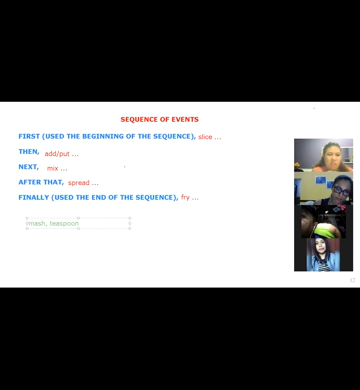 SEQUENCE OF EVENTS
FIRST (USED THE BEGINNING OF THE SEQUENCE), slice ...
THEN, add/put ...
NEXT, mix ...
AFTER THAT, spread ...
FINALLY (USED THE END OF THE SEQUENCE), fry ...
mash, teaspoon